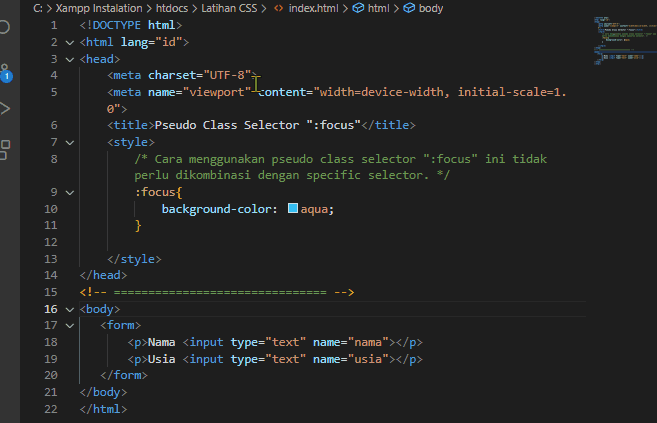 C: > Xampp Instalation > htdocs > Latihan CSS > index.html > html > body
1 <!DOCTYPE html>
2 <html lang="id">
3 <head>
4 <meta charset="UTF-8">
5 <meta name="viewport" content="width=device-width, initial-scale=1.
0">
6 <title>Pseudo Class Selector ":focus"</title>
7 <style>
8 /* Cara menggunakan pseudo class selector ":focus" ini tidak
perlu dikombinasi dengan specific selector. */
9 :focus{
10 background-color: aqua;
11 }
12
13 </style>
14 </head>
15 <!-- =============================== -->
16 <body>
17 <form>
18 <p>Nama <input type="text" name="nama"></p>
19 <p>Usia <input type="text" name="usia"></p>
20 </form>
21 </body>
22 </html>
1